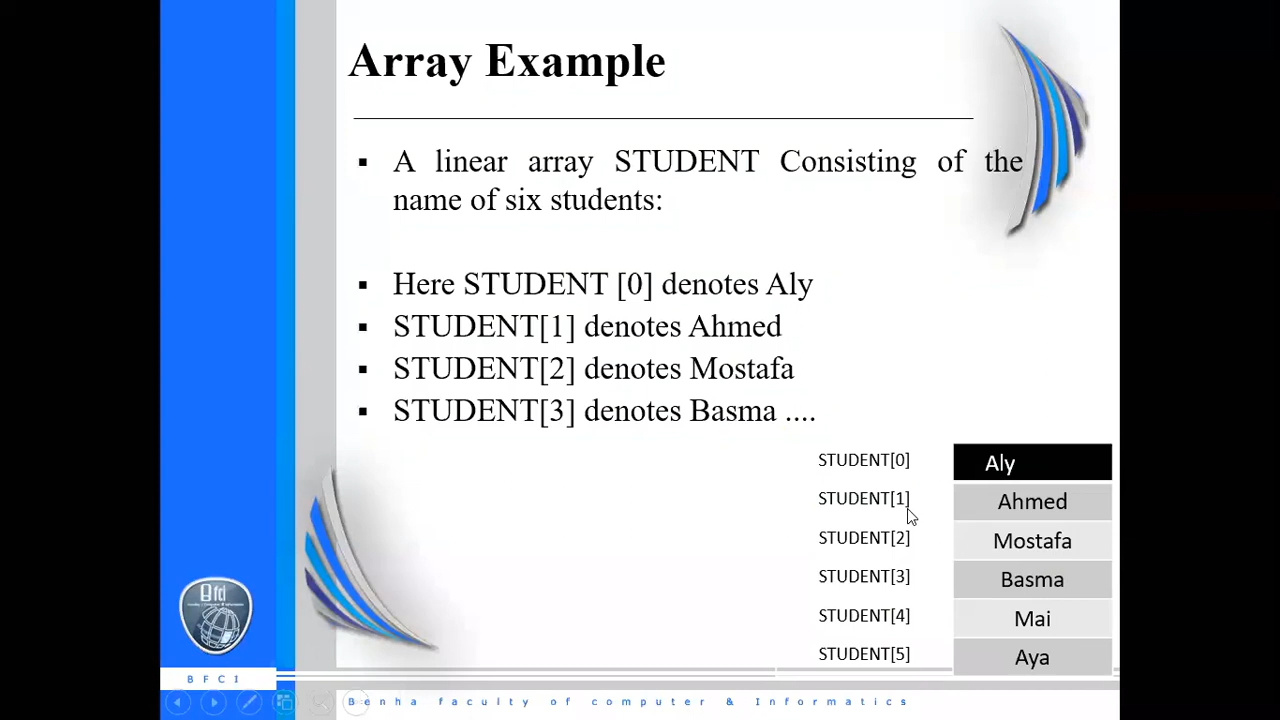 Array Example
▪ A linear array STUDENT Consisting of the
name of six students:
▪ Here STUDENT [0] denotes Aly
▪ STUDENT[1] denotes Ahmed
▪ STUDENT[2] denotes Mostafa
▪ STUDENT[3] denotes Basma ....
STUDENT[0] Aly
STUDENT[1] Ahmed
STUDENT[2] Mostafa
STUDENT[3] Basma
STUDENT[4] Mai
STUDENT[5] Aya
fci
BFCI
Benha faculty of computer & Informatics